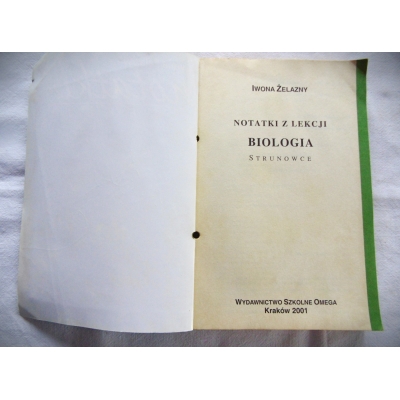 IWONA ŻELAZNY
NOTATKI Z LEKCJI
BIOLOGIA
STRUNOWCE
WYDAWNICTWO SZKOLNE OMEGA
Kraków 2001